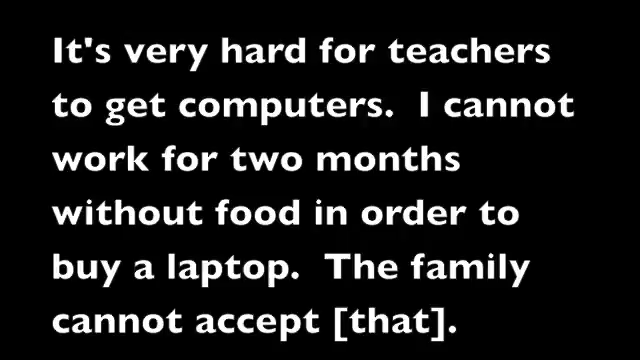 It's very hard for teachers
to get computers.  I cannot
work for two months
without food in order to
buy a laptop.  The family
cannot accept [that].